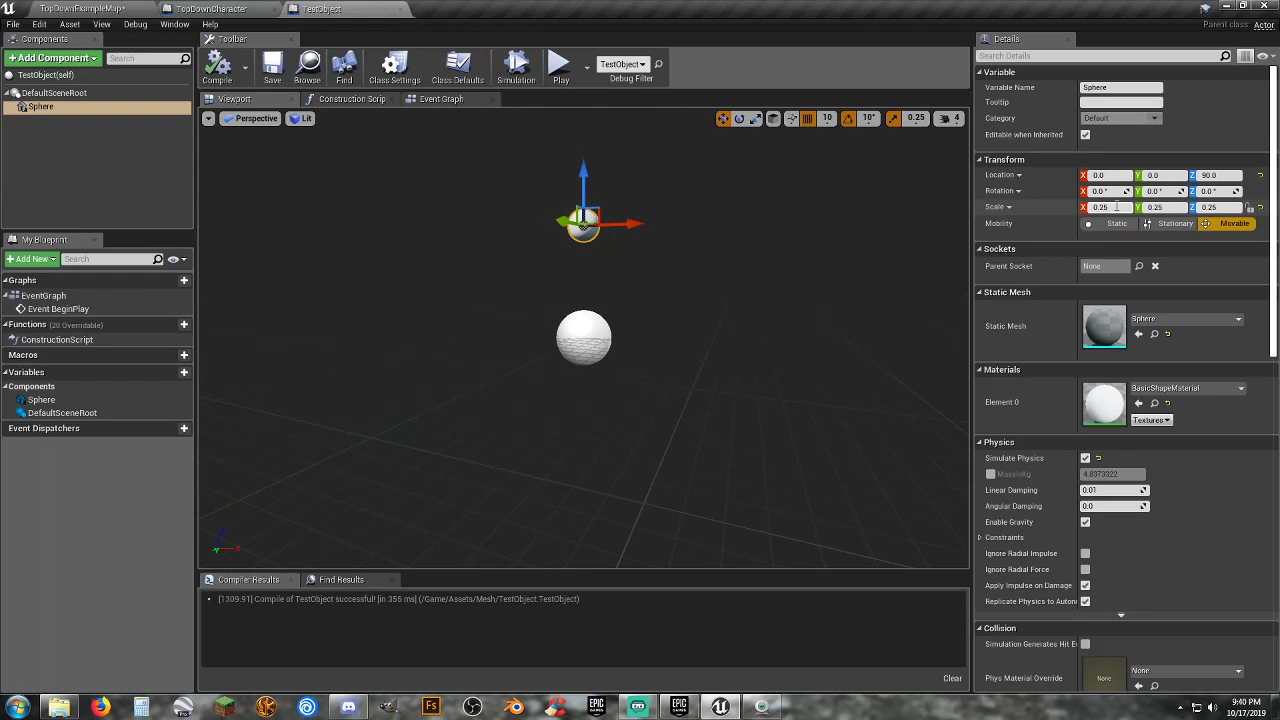 TopDownExampleMap*
TopDownCharacter
TestObject
File Edit Asset View Debug Window Help
Parent class: Actor
Components
+Add Component
Search
TestObject(self)
DefaultSceneRoot
Sphere
Toolbar
Compile
Save
Browse
Find
Class Settings
Class Defaults
Simulation
Play
TestObject
Debug Filter
Viewport
Construction Scrip
Event Graph
Perspective
Lit
10
10°
0.25
4
My Blueprint
+Add New
Search
Graphs
EventGraph
Event BeginPlay
Functions (20 Overridable)
ConstructionScript
Macros
Variables
Components
Sphere
DefaultSceneRoot
Event Dispatchers
X
Compiler Results
Find Results
[1309.91] Compile of TestObject successful! [in 355 ms] (/Game/Assets/Mesh/TestObject.TestObject)
Clear
Details
Search Details
Variable
Variable Name Sphere
Tooltip
Category Default
Editable when Inherited
Transform
Location X 0.0 Y 0.0 Z 90.0
Rotation X 0.0 ° Y 0.0 ° Z 0.0 °
Scale X 0.25 Y 0.25 Z 0.25
Mobility Static Stationary Movable
Sockets
Parent Socket None
Static Mesh
Static Mesh Sphere
Materials
Element 0 BasicShapeMaterial
Textures
Physics
Simulate Physics
MassInKg 4.8373322
Linear Damping 0.01
Angular Damping 0.0
Enable Gravity
Constraints
Ignore Radial Impulse
Ignore Radial Force
Apply Impulse on Damage
Replicate Physics to Auton
Collision
Simulation Generates Hit E
Phys Material Override None None
Fs
EPIC GAMES
EPIC GAMES
9:40 PM
10/17/2019